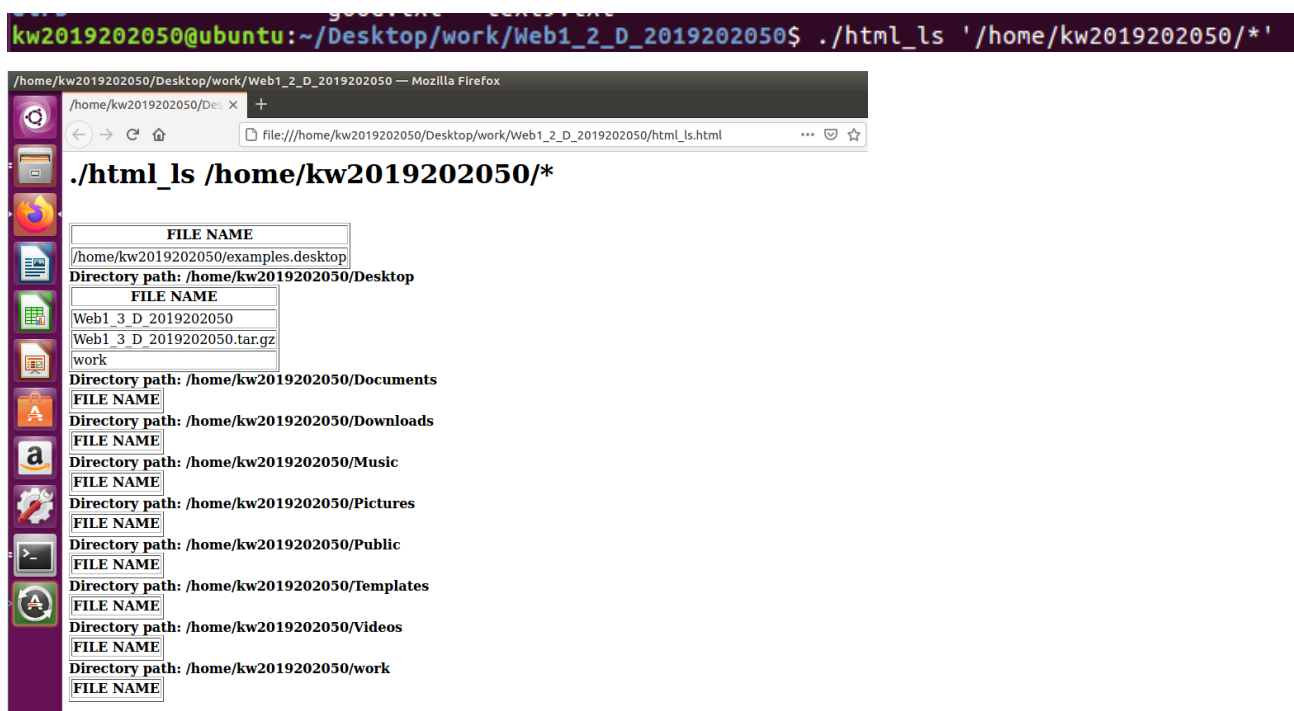 kw2019202050@ubuntu:~/Desktop/work/Web1_2_D_2019202050$ ./html_ls '/home/kw2019202050/*'
/home/kw2019202050/Desktop/work/Web1_2_D_2019202050 — Mozilla Firefox
/home/kw2019202050/Des
file:///home/kw2019202050/Desktop/work/Web1_2_D_2019202050/html_ls.html
./html_ls /home/kw2019202050/*
FILE NAME
/home/kw2019202050/examples.desktop
Directory path: /home/kw2019202050/Desktop
FILE NAME
Web1_3_D_2019202050
Web1_3_D_2019202050.tar.gz
work
Directory path: /home/kw2019202050/Documents
FILE NAME
Directory path: /home/kw2019202050/Downloads
FILE NAME
Directory path: /home/kw2019202050/Music
FILE NAME
Directory path: /home/kw2019202050/Pictures
FILE NAME
Directory path: /home/kw2019202050/Public
FILE NAME
Directory path: /home/kw2019202050/Templates
FILE NAME
Directory path: /home/kw2019202050/Videos
FILE NAME
Directory path: /home/kw2019202050/work
FILE NAME